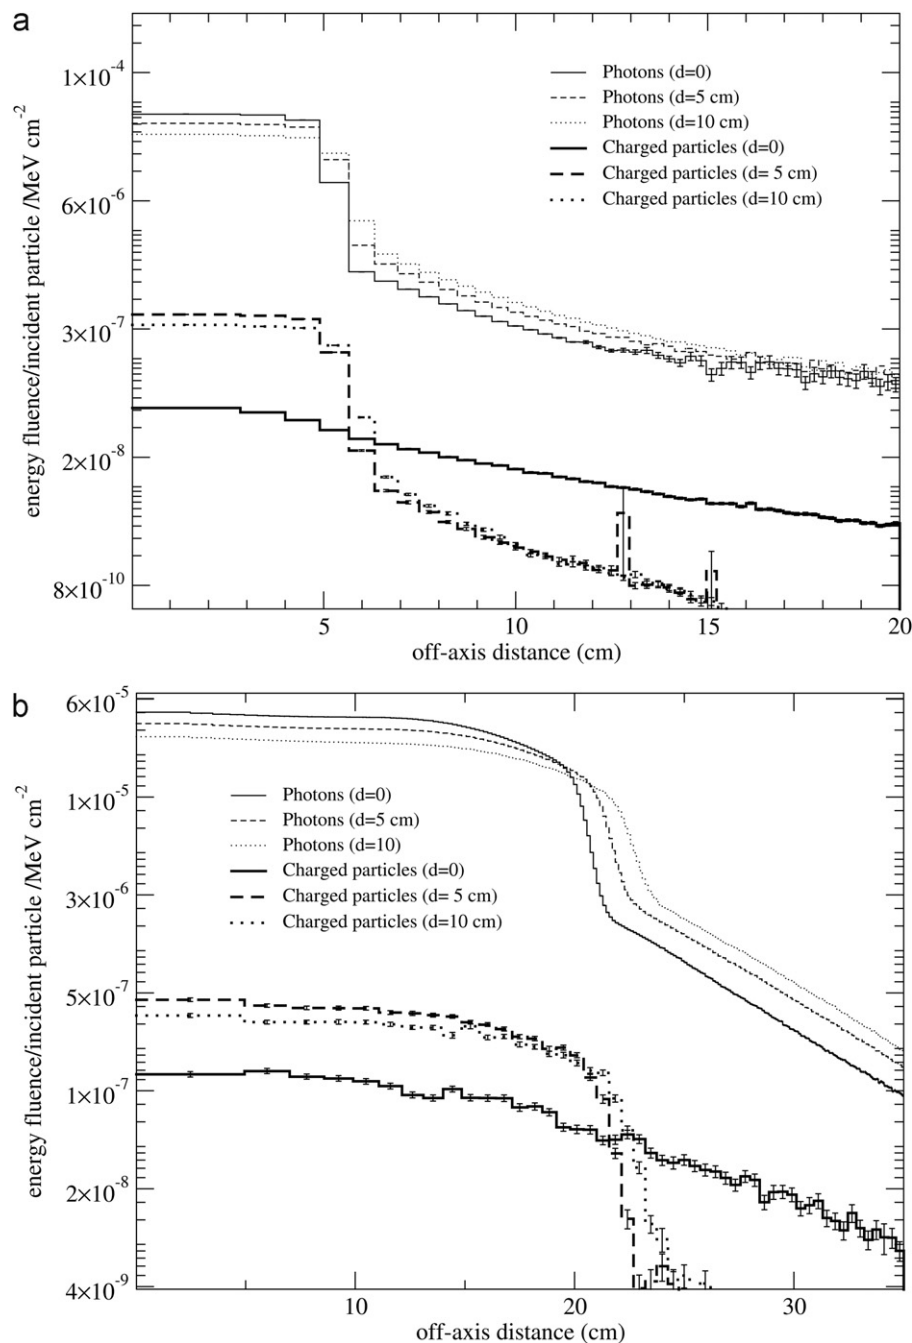 a
energy fluence/incident particle /MeV cm⁻²
1×10⁻⁴
6×10⁻⁶
3×10⁻⁷
2×10⁻⁸
8×10⁻¹⁰
Photons (d=0)
Photons (d=5 cm)
Photons (d=10 cm)
Charged particles (d=0)
Charged particles (d= 5 cm)
Charged particles (d=10 cm)
5 10 15 20
off-axis distance (cm)
b
energy fluence/incident particle /MeV cm⁻²
6×10⁻⁵
1×10⁻⁵
3×10⁻⁶
5×10⁻⁷
1×10⁻⁷
2×10⁻⁸
4×10⁻⁹
Photons (d=0)
Photons (d=5 cm)
Photons (d=10)
Charged particles (d=0)
Charged particles (d= 5 cm)
Charged particles (d=10 cm)
10 20 30
off-axis distance (cm)